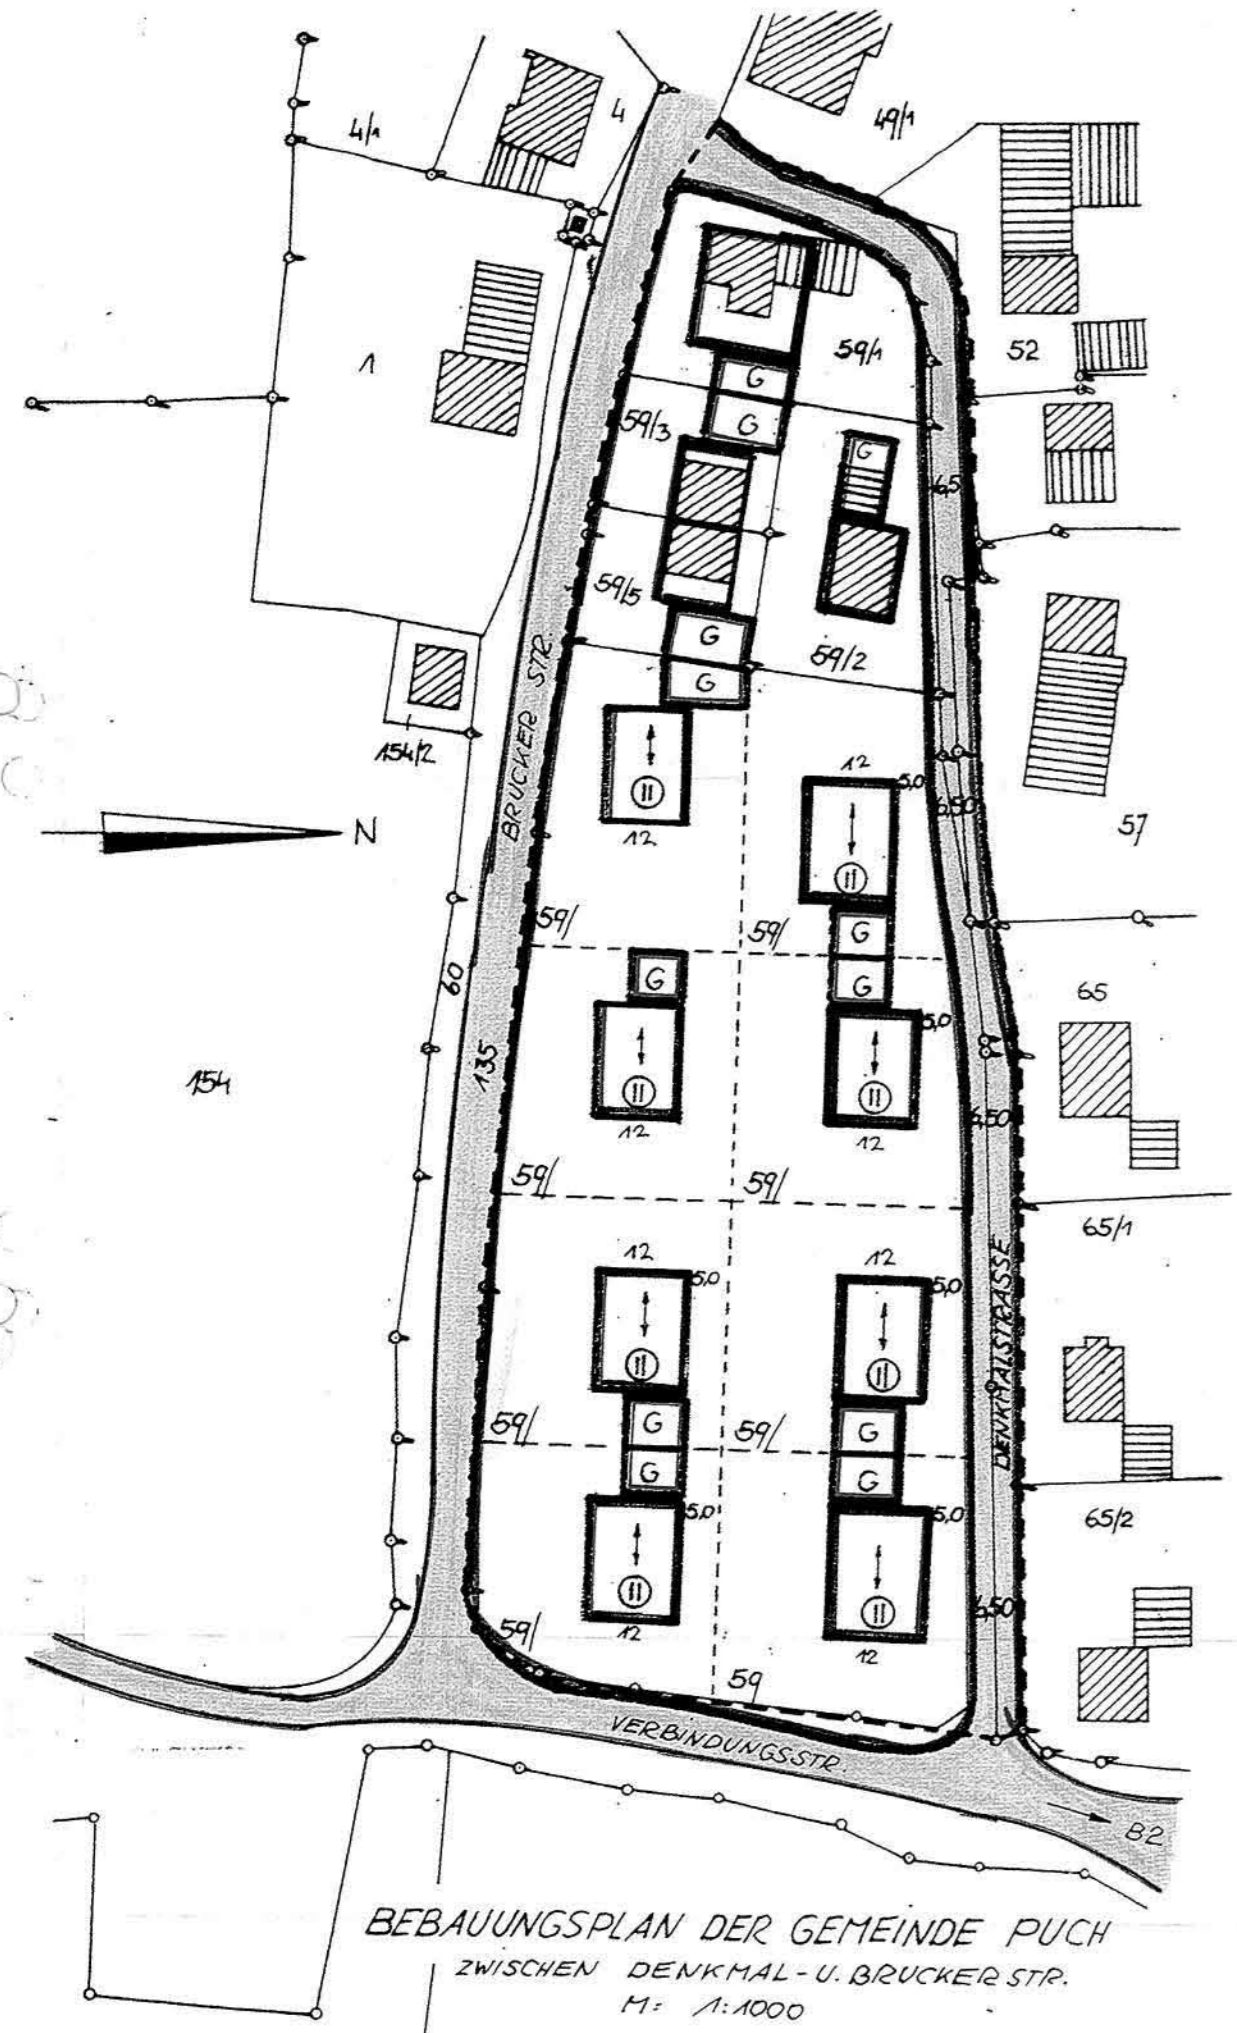 4/1
4
49/1
1
59/1
52
G
G
59/3
G
6,5
59/5
G
59/2
G
BRUCKER STR.
154/2
II
12
12
5,0
6,50
57
N
II
59/
59/
G
G
G
60
65
5,0
135
154
II
II
6,50
12
12
59/
59/
65/1
12
12
5,0
5,0
DENKMALSTRASSE
II
II
59/
G
59/
G
G
G
5,0
5,0
65/2
II
II
6,50
59/
12
12
59
VERBINDUNGSSTR.
B2
BEBAUUNGSPLAN DER GEMEINDE PUCH
ZWISCHEN DENKMAL-U. BRUCKER STR.
M: 1:1000